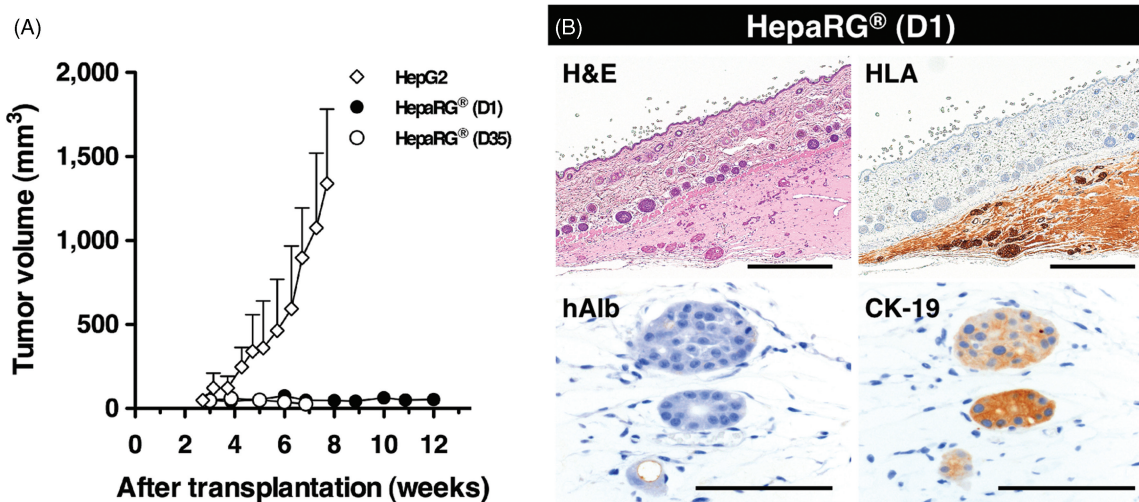 (A)
2,000
1,500
1,000
500
0
0 2 4 6 8 10 12
Tumor volume (mm³)
After transplantation (weeks)
HepG2
HepaRG® (D1)
HepaRG® (D35)
(B)
HepaRG® (D1)
H&E
HLA
hAlb
CK-19